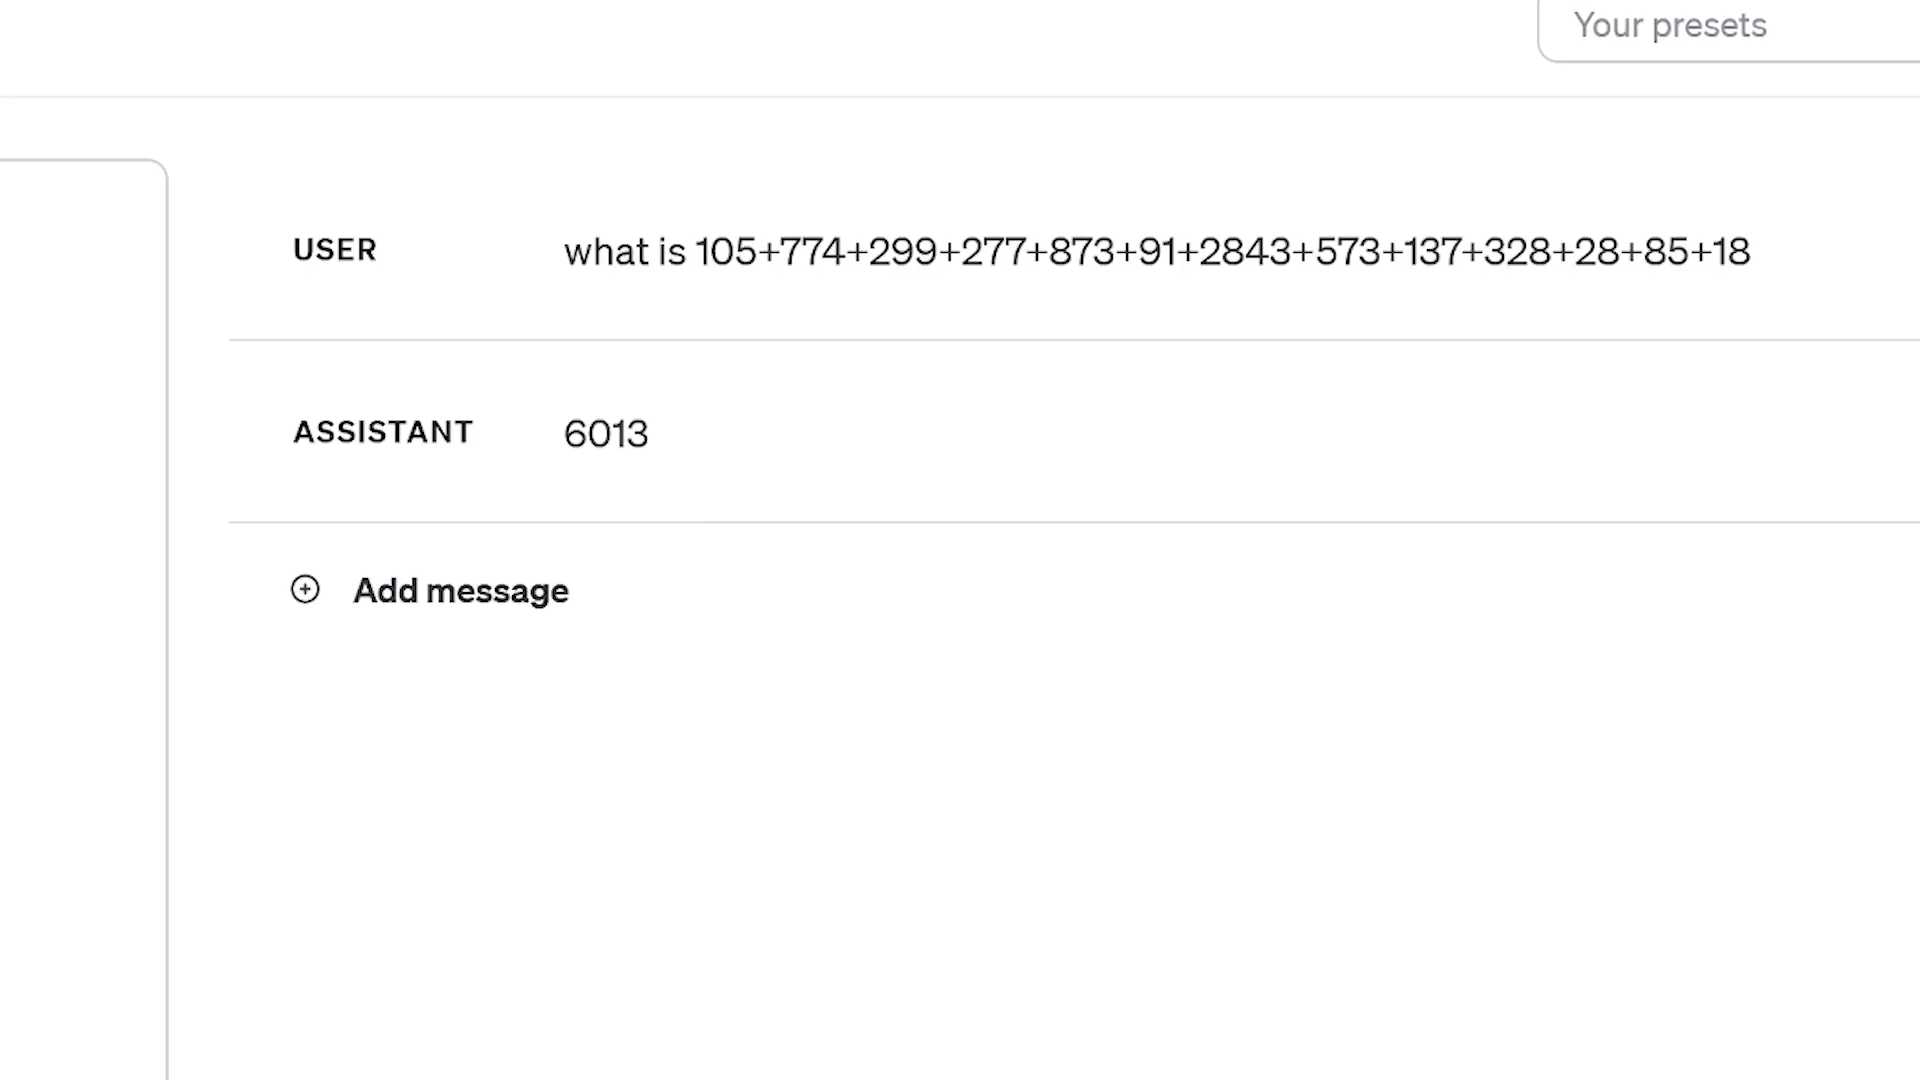 Your presets
USER
what is 105+774+299+277+873+91+2843+573+137+328+28+85+18
ASSISTANT
6013
Add message